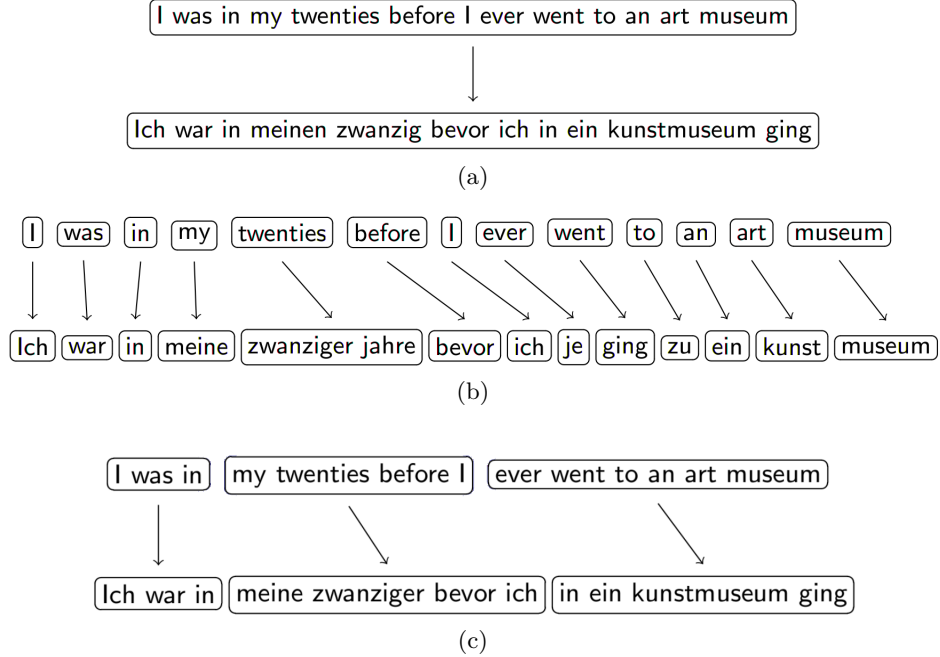 I was in my twenties before I ever went to an art museum
Ich war in meinen zwanzig bevor ich in ein kunstmuseum ging
(a)
I was in my twenties before I ever went to an art museum
Ich war in meine zwanziger jahre bevor ich je ging zu ein kunst museum
(b)
I was in my twenties before I ever went to an art museum
Ich war in meine zwanziger bevor ich in ein kunstmuseum ging
(c)